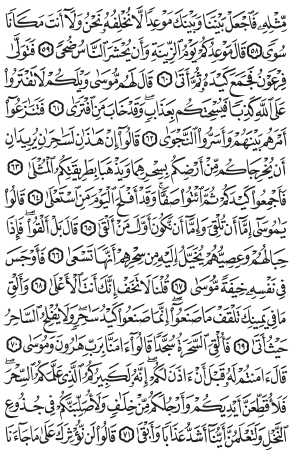 مِّثْلِهِۦ فَٱجْعَلْ بَيْنَنَا وَبَيْنَكَ مَوْعِدًا لَّا نُخْلِفُهُۥ نَحْنُ وَلَآ أَنتَ مَكَانًا
سُوًى ٥٨ قَالَ مَوْعِدُكُمْ يَوْمُ ٱلزِّينَةِ وَأَن يُحْشَرَ ٱلنَّاسُ ضُحًى ٥٩ فَتَوَلَّىٰ
فِرْعَوْنُ فَجَمَعَ كَيْدَهُۥ ثُمَّ أَتَىٰ ٦٠ قَالَ لَهُم مُّوسَىٰ وَيْلَكُمْ لَا تَفْتَرُوا۟
عَلَى ٱللَّهِ كَذِبًا فَيُسْحِتَكُم بِعَذَابٍ ۖ وَقَدْ خَابَ مَنِ ٱفْتَرَىٰ ٦١ فَتَنَٰزَعُوٓا۟
أَمْرَهُم بَيْنَهُمْ وَأَسَرُّوا۟ ٱلنَّجْوَىٰ ٦٢ قَالُوٓا۟ إِنْ هَٰذَٰنِ لَسَٰحِرَٰنِ يُرِيدَانِ
أَن يُخْرِجَاكُم مِّنْ أَرْضِكُم بِسِحْرِهِمَا وَيَذْهَبَا بِطَرِيقَتِكُمُ ٱلْمُثْلَىٰ ٦٣
فَأَجْمِعُوا۟ كَيْدَكُمْ ثُمَّ ٱئْتُوا۟ صَفًّا ۚ وَقَدْ أَفْلَحَ ٱلْيَوْمَ مَنِ ٱسْتَعْلَىٰ ٦٤ قَالُوا۟
يَٰمُوسَىٰٓ إِمَّآ أَن تُلْقِىَ وَإِمَّآ أَن نَّكُونَ أَوَّلَ مَنْ أَلْقَىٰ ٦٥ قَالَ بَلْ أَلْقُوا۟ ۖ فَإِذَا
حِبَالُهُمْ وَعِصِيُّهُمْ يُخَيَّلُ إِلَيْهِ مِن سِحْرِهِمْ أَنَّهَا تَسْعَىٰ ٦٦ فَأَوْجَسَ
فِى نَفْسِهِۦ خِيفَةً مُّوسَىٰ ٦٧ قُلْنَا لَا تَخَفْ إِنَّكَ أَنتَ ٱلْأَعْلَىٰ ٦٨ وَأَلْقِ
مَا فِى يَمِينِكَ تَلْقَفْ مَا صَنَعُوٓا۟ ۖ إِنَّمَا صَنَعُوا۟ كَيْدُ سَٰحِرٍ ۖ وَلَا يُفْلِحُ ٱلسَّاحِرُ
حَيْثُ أَتَىٰ ٦٩ فَأُلْقِىَ ٱلسَّحَرَةُ سُجَّدًا قَالُوٓا۟ ءَامَنَّا بِرَبِّ هَٰرُونَ وَمُوسَىٰ ٧٠
قَالَ ءَامَنتُمْ لَهُۥ قَبْلَ أَنْ ءَاذَنَ لَكُمْ ۖ إِنَّهُۥ لَكَبِيرُكُمُ ٱلَّذِى عَلَّمَكُمُ ٱلسِّحْرَ ۖ
فَلَأُقَطِّعَنَّ أَيْدِيَكُمْ وَأَرْجُلَكُم مِّنْ خِلَٰفٍ وَلَأُصَلِّبَنَّكُمْ فِى جُذُوعِ
ٱلنَّخْلِ وَلَتَعْلَمُنَّ أَيُّنَآ أَشَدُّ عَذَابًا وَأَبْقَىٰ ٧١ قَالُوا۟ لَن نُّؤْثِرَكَ عَلَىٰ مَا جَآءَنَا